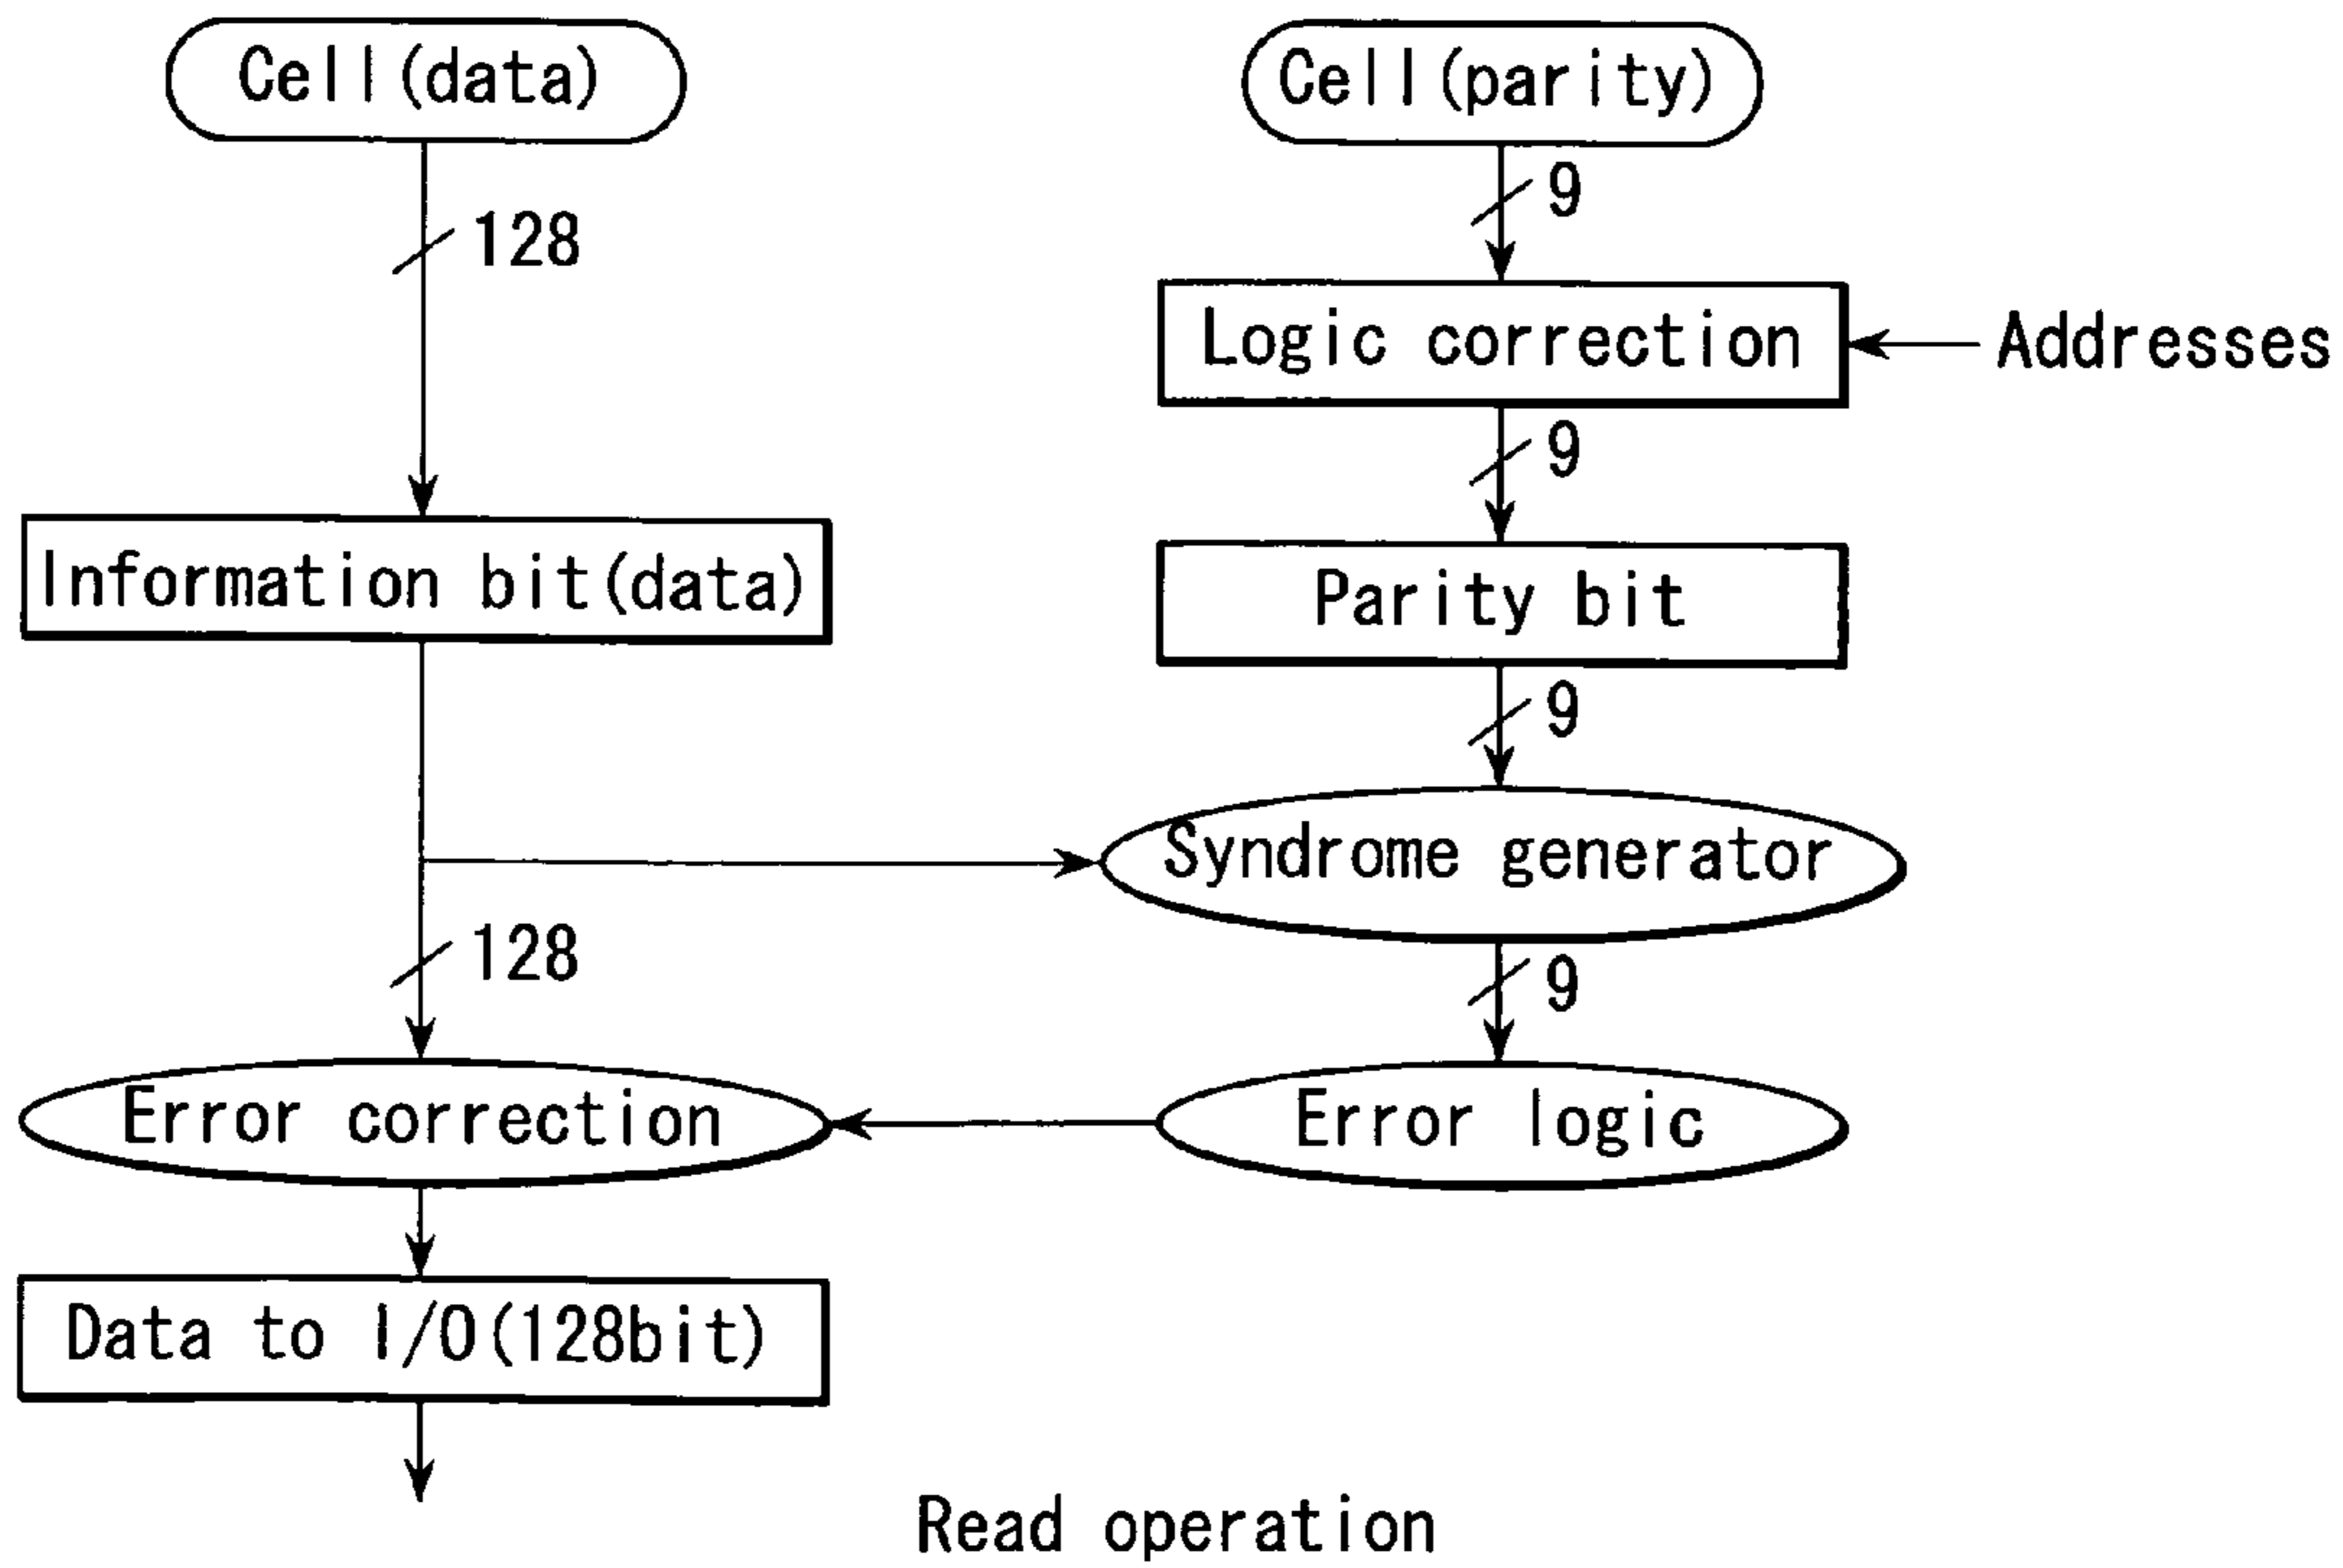 Cell(data)
Cell(parity)
9
128
Logic correction
Addresses
9
Information bit(data)
Parity bit
9
Syndrome generator
128
9
Error correction
Error logic
Data to I/O(128bit)
Read operation